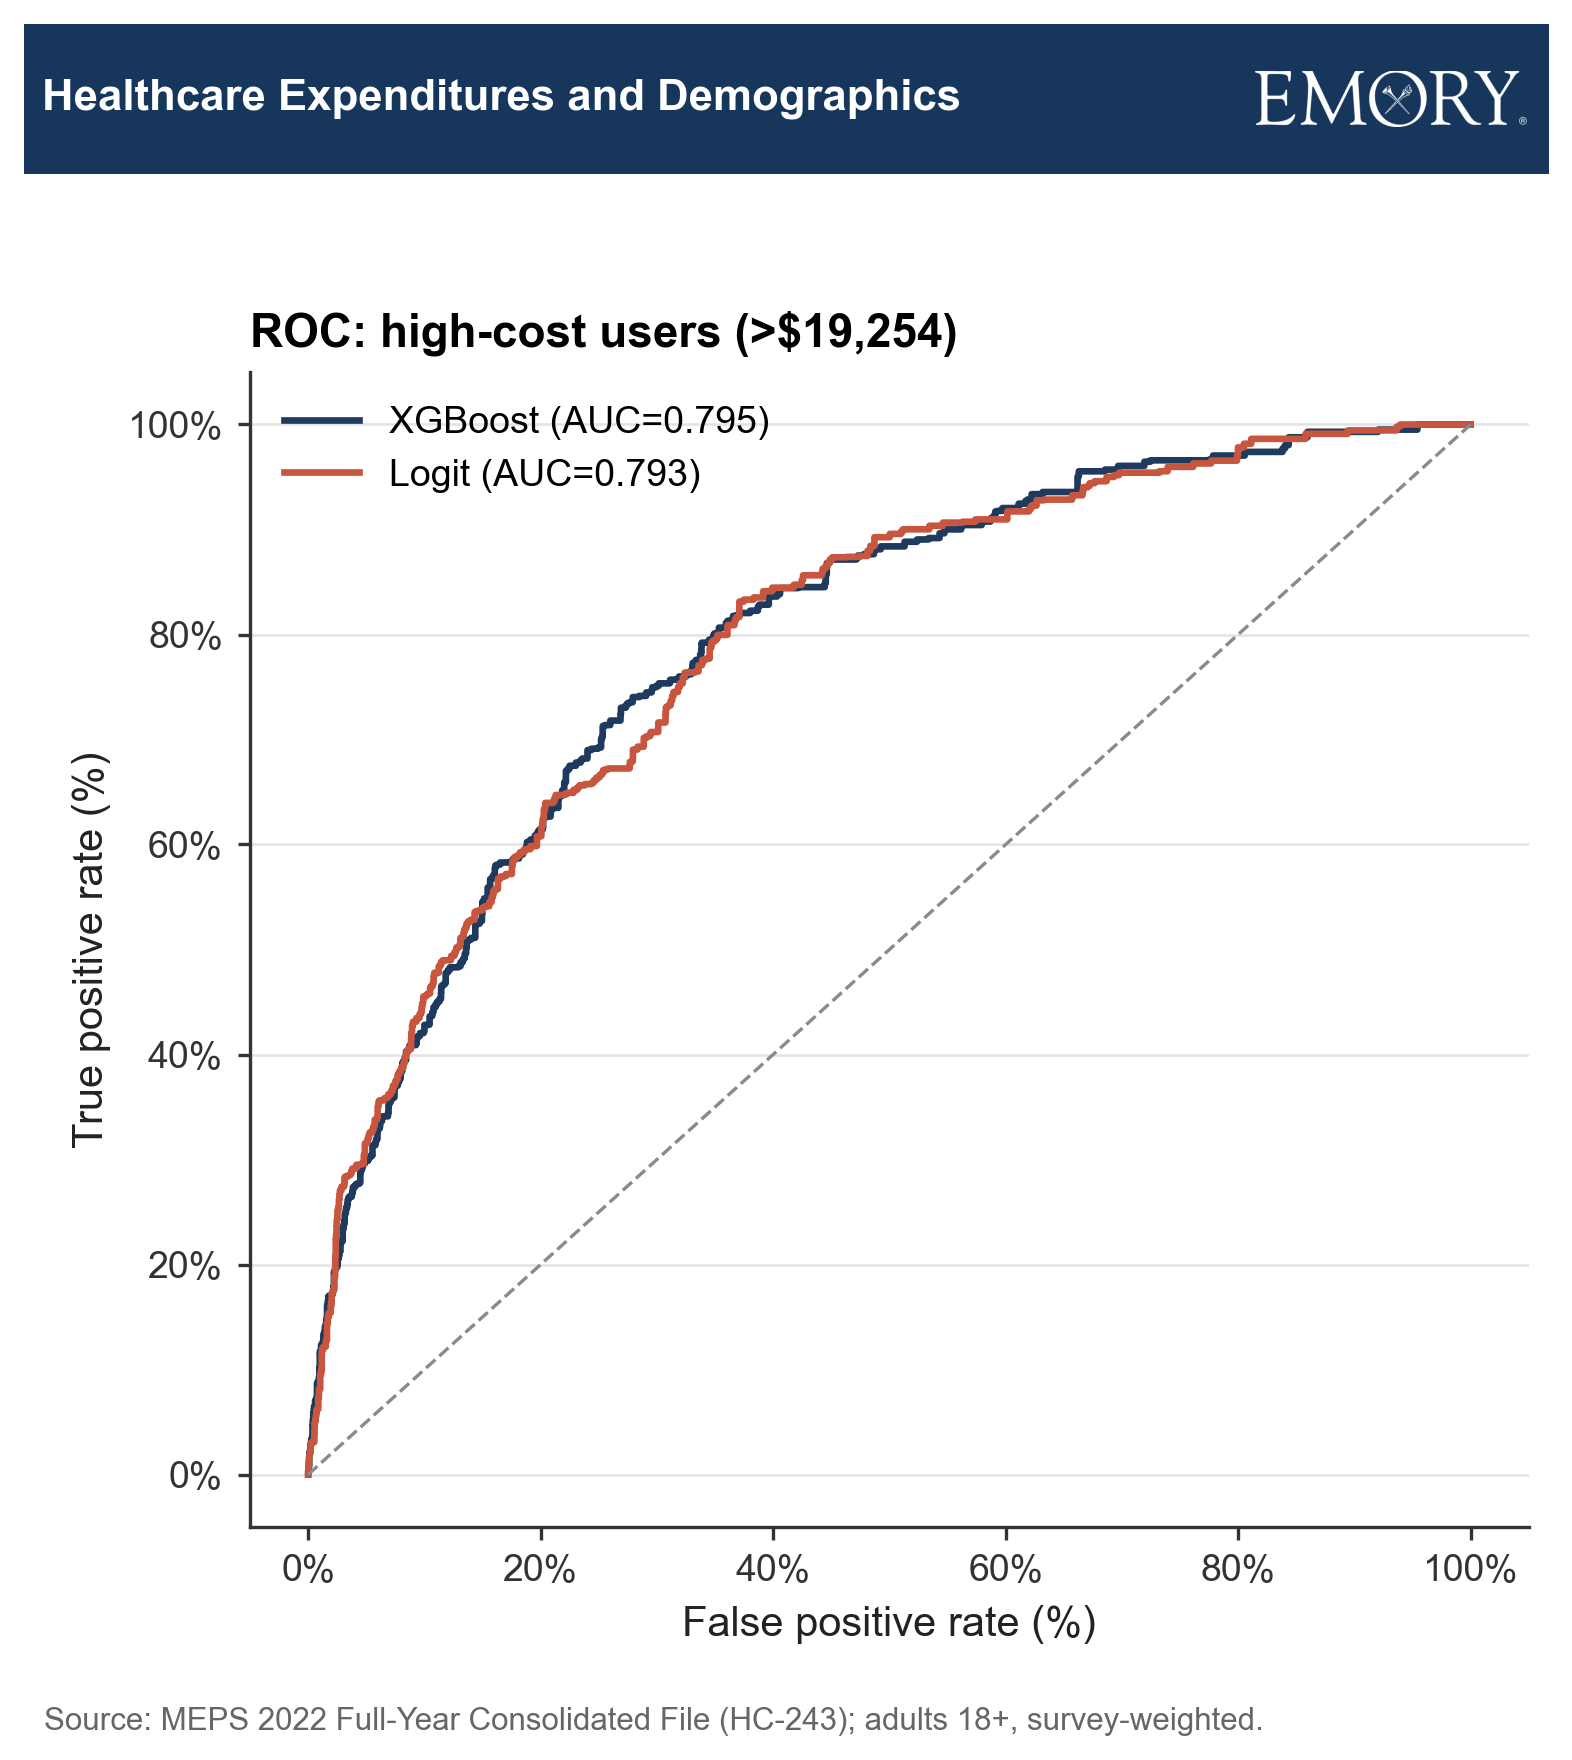 Healthcare Expenditures and Demographics
EMORY®
ROC: high-cost users (>$19,254)
XGBoost (AUC=0.795)
Logit (AUC=0.793)
100%
80%
60%
40%
20%
0%
True positive rate (%)
0% 20% 40% 60% 80% 100%
False positive rate (%)
Source: MEPS 2022 Full-Year Consolidated File (HC-243); adults 18+, survey-weighted.